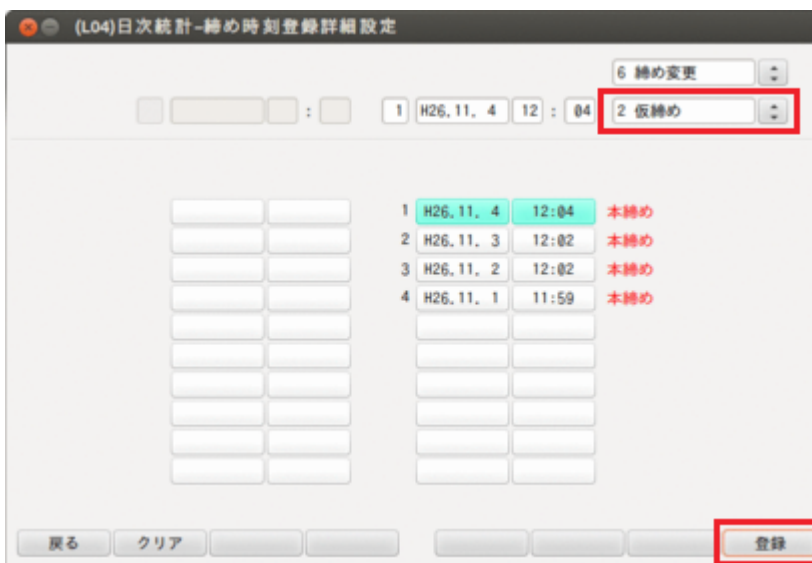 (L04)日次統計-締め時刻登録詳細設定
6 締め変更
: 1 H26.11. 4 12 : 04 2 仮締め
1 H26.11. 4 12:04 本締め
2 H26.11. 3 12:02 本締め
3 H26.11. 2 12:02 本締め
4 H26.11. 1 11:59 本締め
戻る クリア 登録